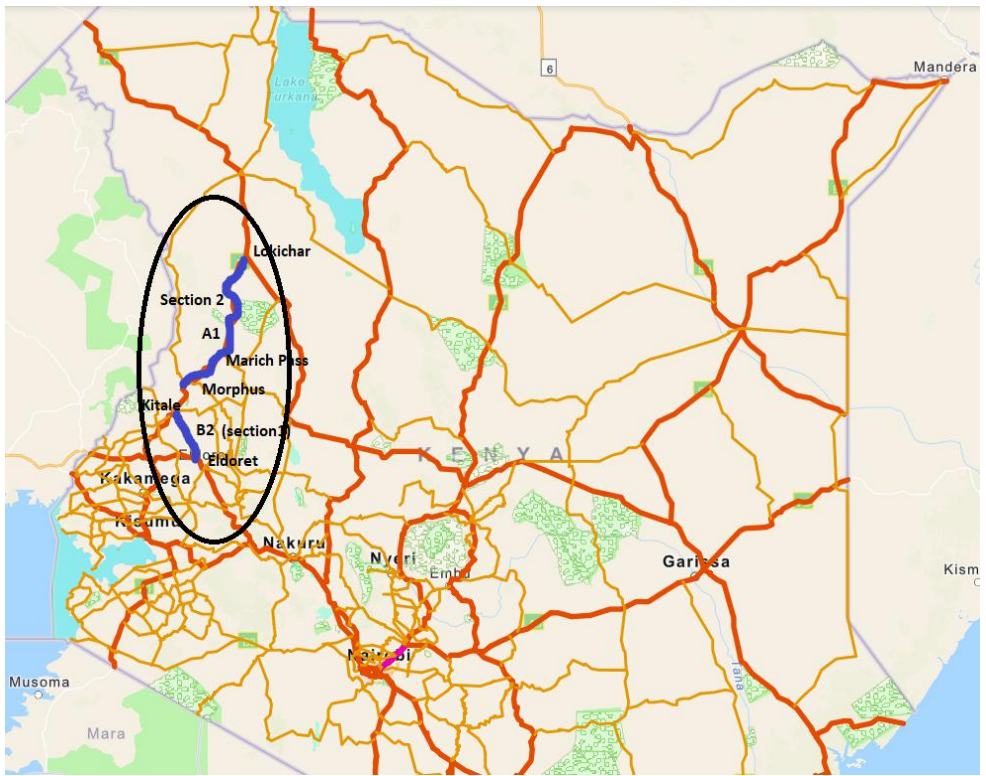 6
Mandera
Lake
Turkana
Lokichar
Section 2
A1
Marich Pass
Morphus
Kitale
B2 (section1)
KENYA
Eldoret
Kakamega
Kisumu
Nakuru
Nyeri
Embu
Garissa
Kism
Nairobi
Tana
Musoma
Mara